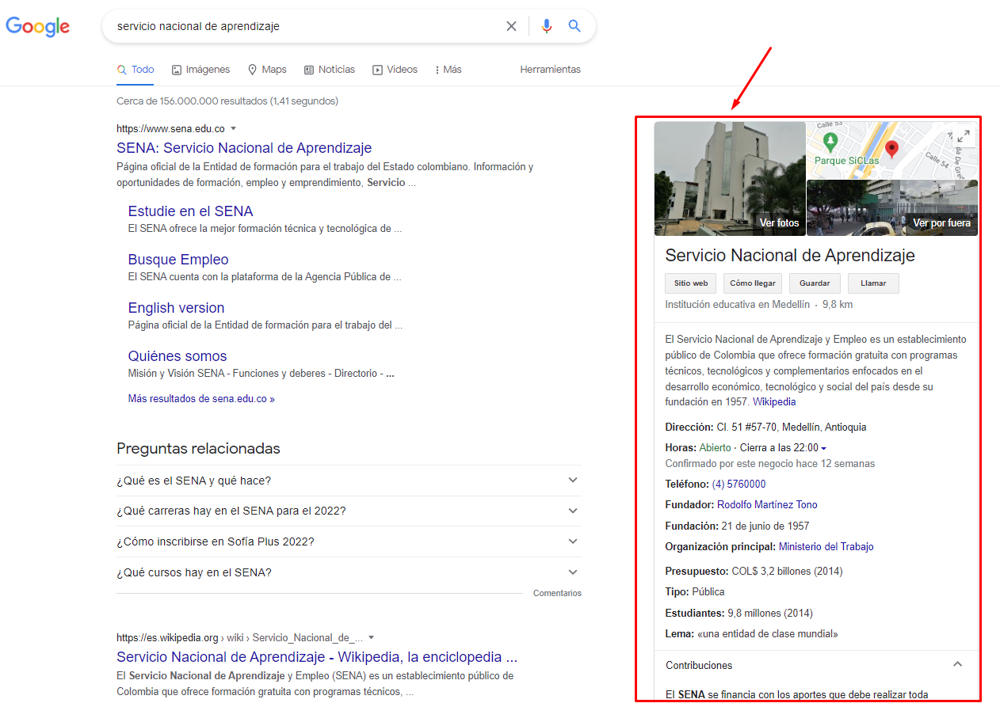 Google
servicio nacional de aprendizaje
Todo
Imágenes
Maps
Noticias
Vídeos
Más
Herramientas
Cerca de 156.000.000 resultados (1,41 segundos)
https://www.sena.edu.co
SENA: Servicio Nacional de Aprendizaje
Página oficial de la Entidad de formación para el trabajo del Estado colombiano. Información y
oportunidades de formación, empleo y emprendimiento, Servicio ...
Estudie en el SENA
El SENA ofrece la mejor formación técnica y tecnológica de ...
Busque Empleo
El SENA cuenta con la plataforma de la Agencia Pública de ...
English version
Página oficial de la Entidad de formación para el trabajo del ...
Quiénes somos
Misión y Visión SENA - Funciones y deberes - Directorio - ...
Más resultados de sena.edu.co »
Preguntas relacionadas
¿Qué es el SENA y qué hace?
¿Qué carreras hay en el SENA para el 2022?
¿Cómo inscribirse en Sofía Plus 2022?
¿Qué cursos hay en el SENA?
Comentarios
https://es.wikipedia.org › wiki › Servicio_Nacional_de_...
Servicio Nacional de Aprendizaje - Wikipedia, la enciclopedia ...
El Servicio Nacional de Aprendizaje y Empleo (SENA) es un establecimiento público de
Colombia que ofrece formación gratuita con programas técnicos, ...
Calle 53
Parque SiCLas
Calle 54
Ver fotos
Ver por fuera
Servicio Nacional de Aprendizaje
Sitio web
Cómo llegar
Guardar
Llamar
Institución educativa en Medellín · 9,8 km
El Servicio Nacional de Aprendizaje y Empleo es un establecimiento
público de Colombia que ofrece formación gratuita con programas
técnicos, tecnológicos y complementarios enfocados en el
desarrollo económico, tecnológico y social del país desde su
fundación en 1957. Wikipedia
Dirección: Cl. 51 #57-70, Medellín, Antioquia
Horas: Abierto · Cierra a las 22:00
Confirmado por este negocio hace 12 semanas
Teléfono: (4) 5760000
Fundador: Rodolfo Martínez Tono
Fundación: 21 de junio de 1957
Organización principal: Ministerio del Trabajo
Presupuesto: COL$ 3,2 billones (2014)
Tipo: Pública
Estudiantes: 9,8 millones (2014)
Lema: «una entidad de clase mundial»
Contribuciones
El SENA se financia con los aportes que debe realizar toda